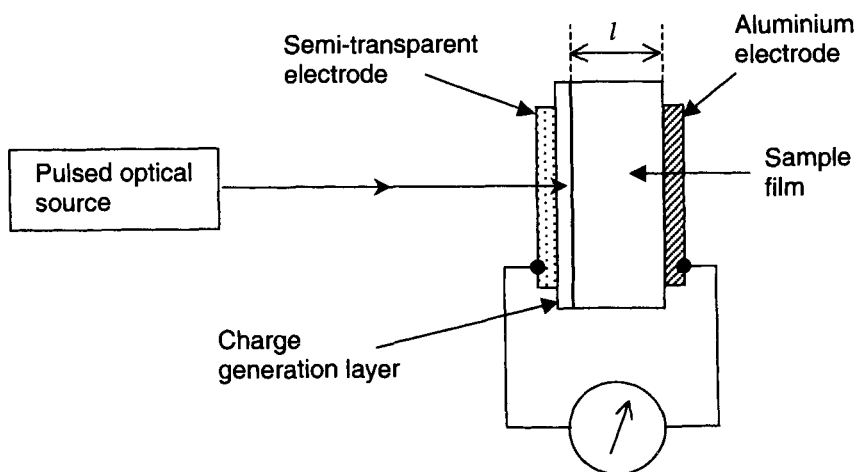 Semi-transparent
electrode
l
Aluminium
electrode
Pulsed optical
source
Sample
film
Charge
generation layer